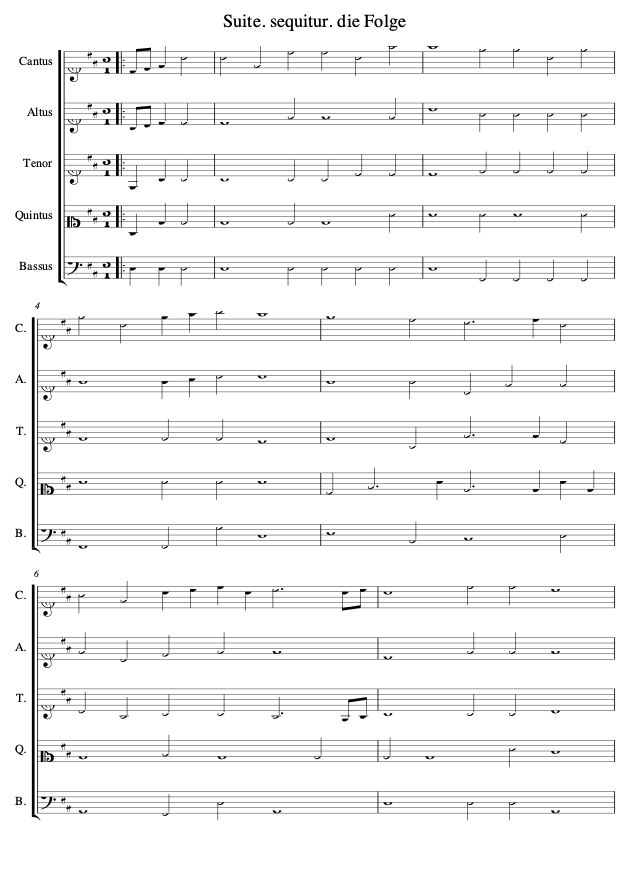 Suite. sequitur. die Folge
Cantus
Altus
Tenor
Quintus
Bassus
4
C.
A.
T.
Q.
B.
6
C.
A.
T.
Q.
B.